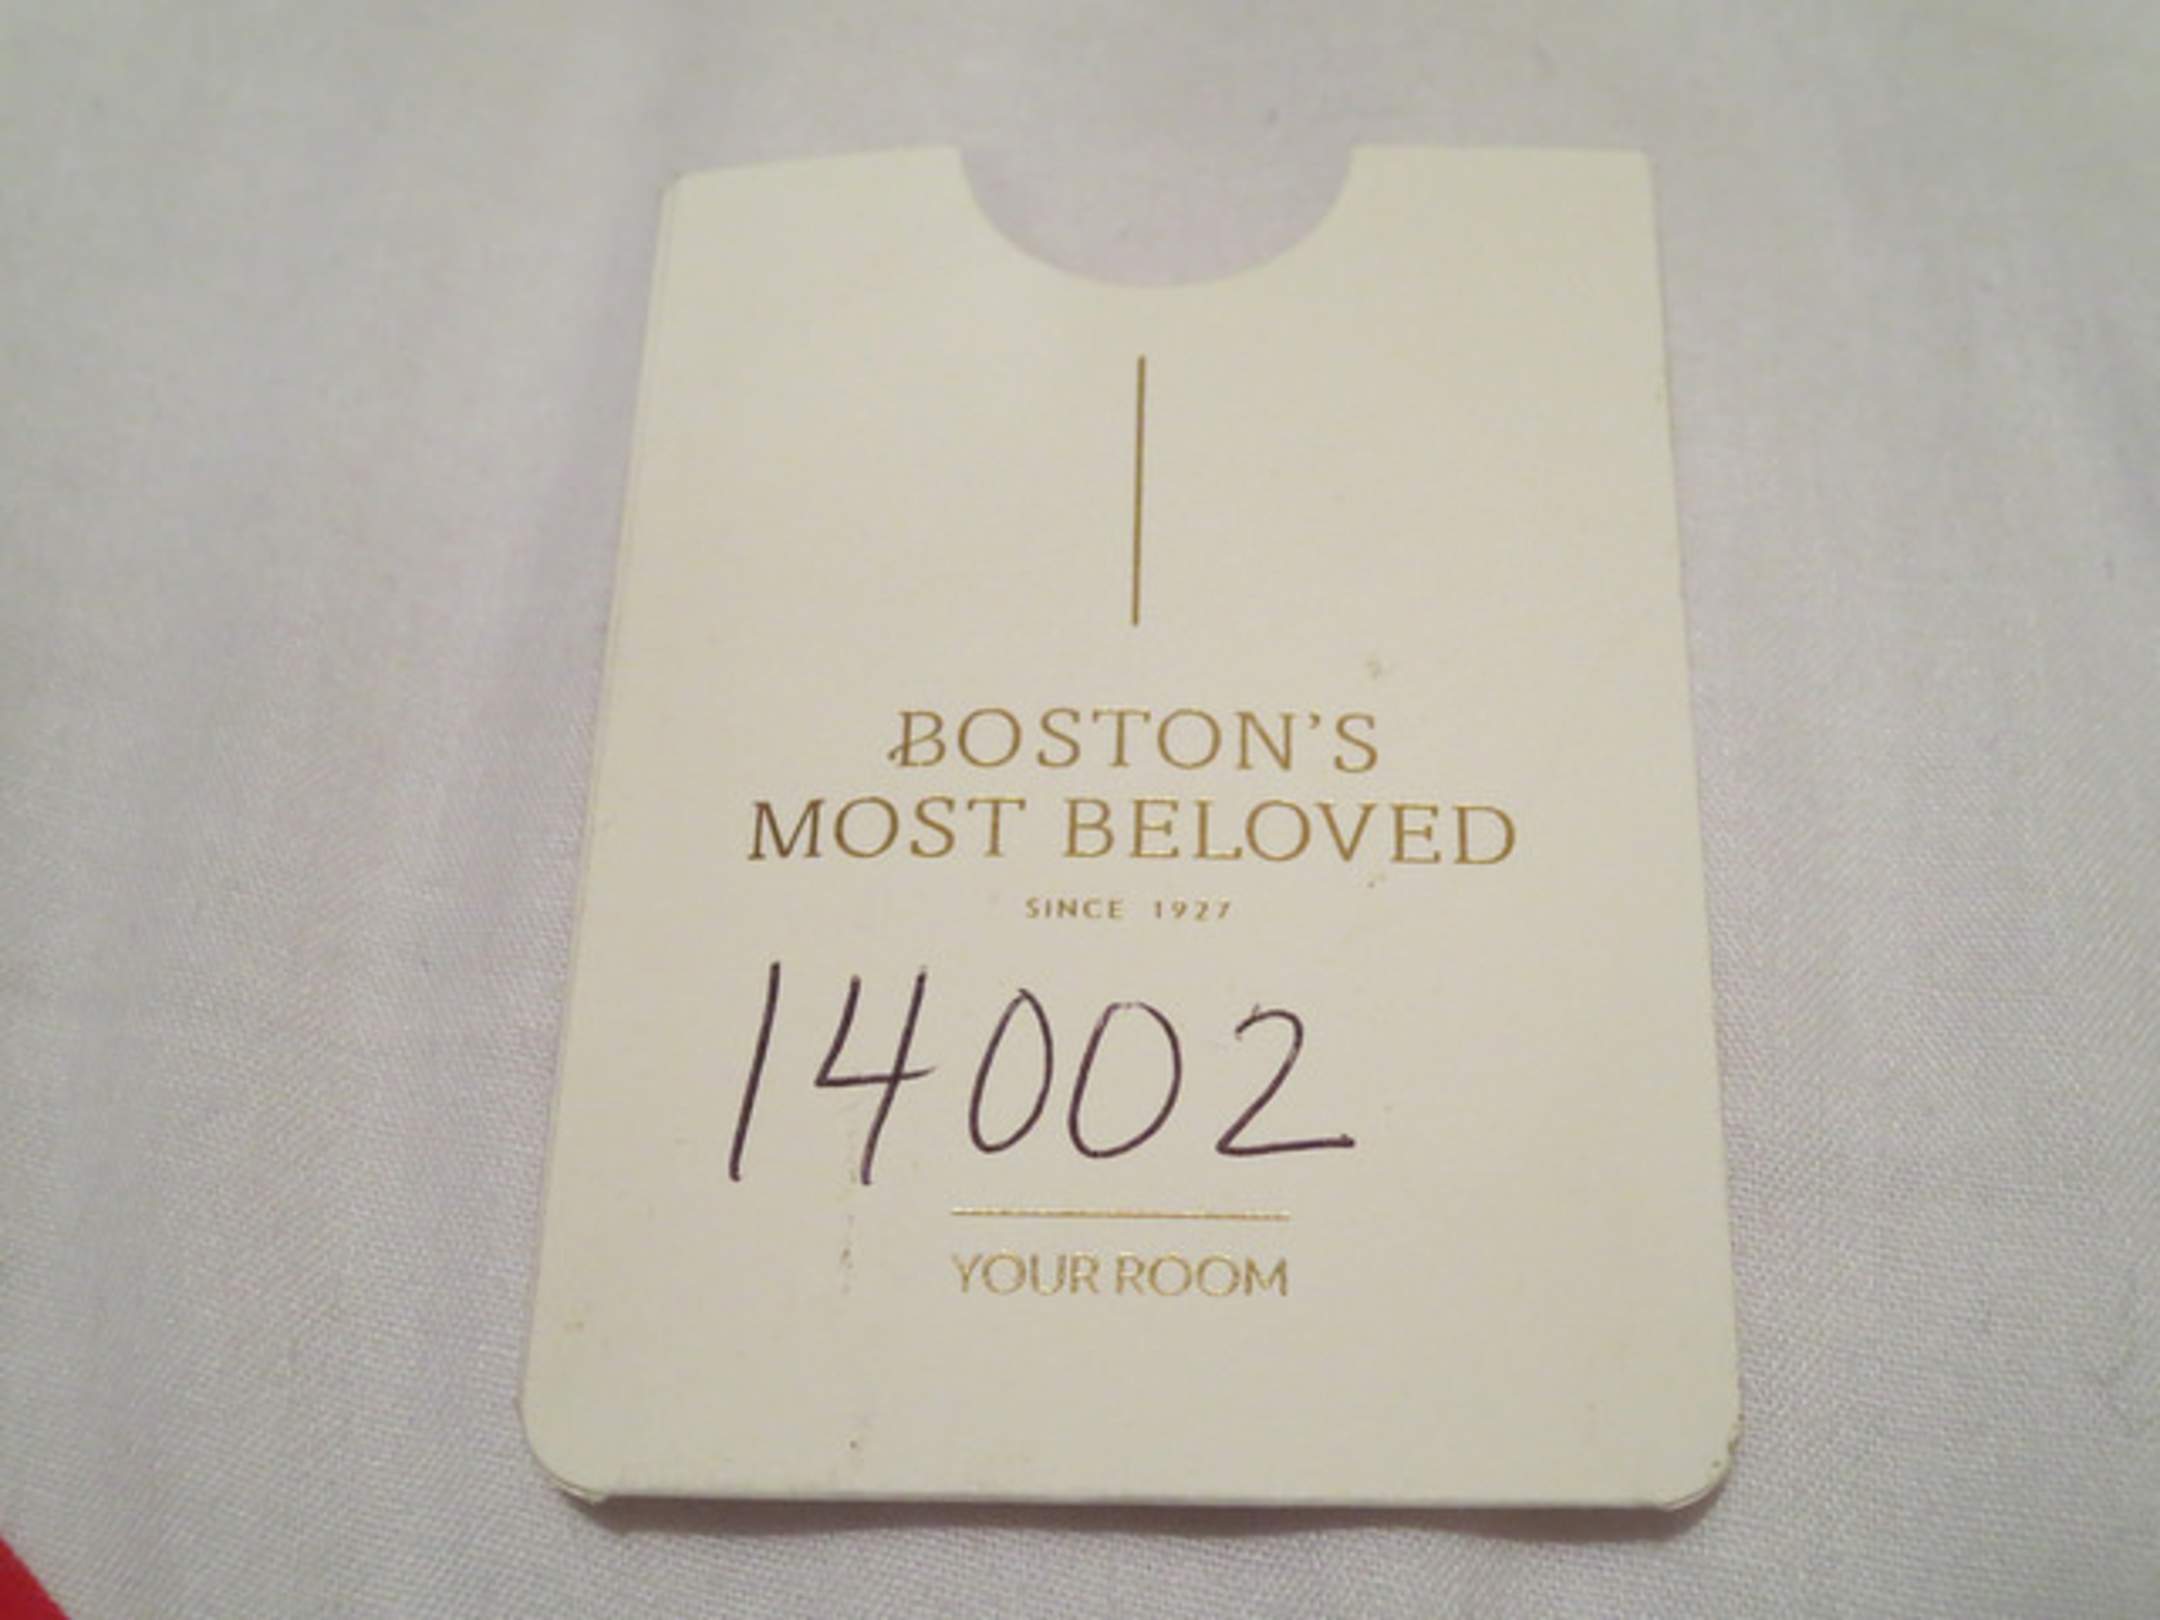 BOSTON'S
MOST BELOVED
SINCE 1927
14002
YOUR ROOM